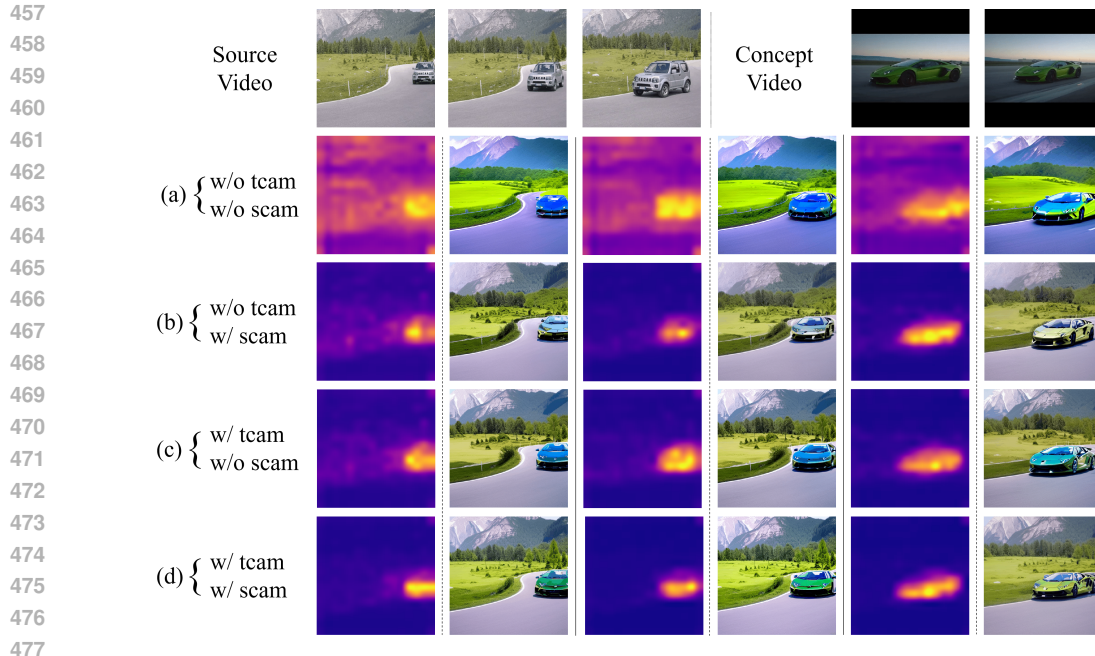 457
458
459
460
461
462
463
464
465
466
467
468
469
470
471
472
473
474
475
476
477
Source
Video
Concept
Video
(a) { w/o tcam
w/o scam
(b) { w/o tcam
w/ scam
(c) { w/ tcam
w/o scam
(d) { w/ tcam
w/ scam